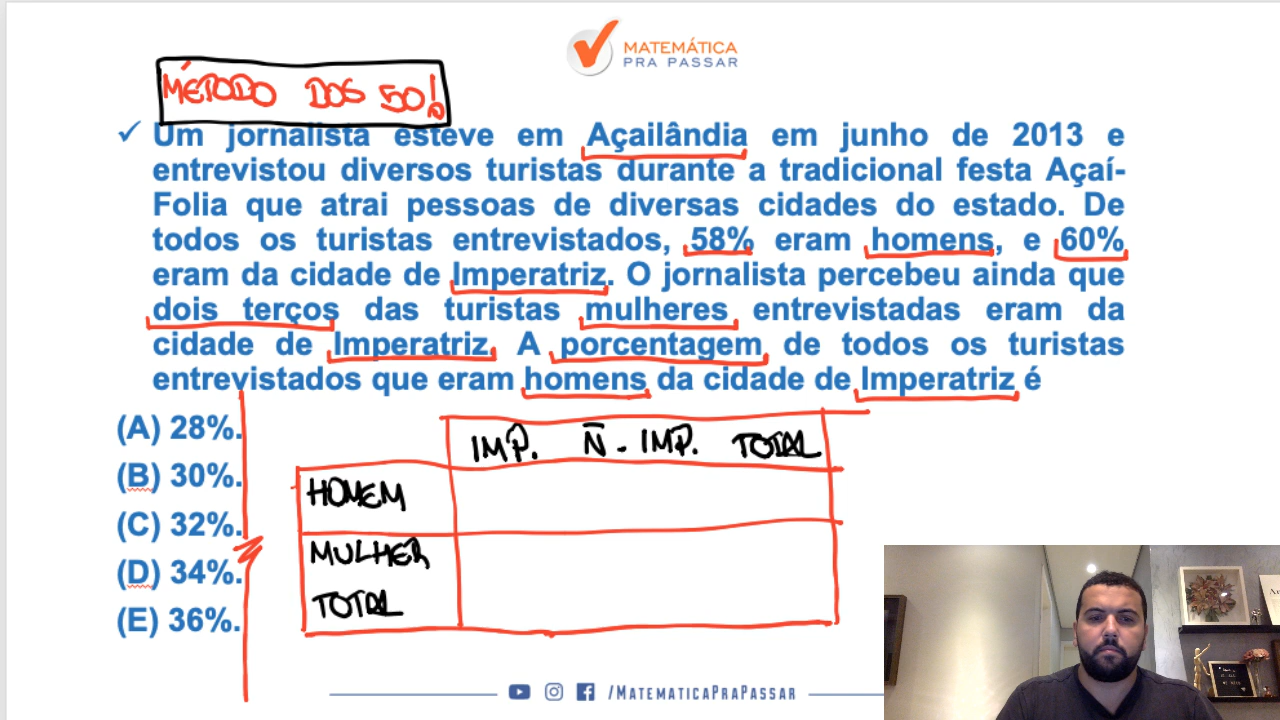 MATEMÁTICA
PRA PASSAR
MÉTODO DOS 50!
✓ Um jornalista esteve em Açailândia em junho de 2013 e
entrevistou diversos turistas durante a tradicional festa Açaí-
Folia que atrai pessoas de diversas cidades do estado. De
todos os turistas entrevistados, 58% eram homens, e 60%
eram da cidade de Imperatriz. O jornalista percebeu ainda que
dois terços das turistas mulheres entrevistadas eram da
cidade de Imperatriz. A porcentagem de todos os turistas
entrevistados que eram homens da cidade de Imperatriz é
(A) 28%.
(B) 30%.
(C) 32%.
(D) 34%.
(E) 36%.
IMP. N̄-IMP. TOTAL
HOMEM
MULHER
TOTAL
/MATEMATICAPRAPASSAR